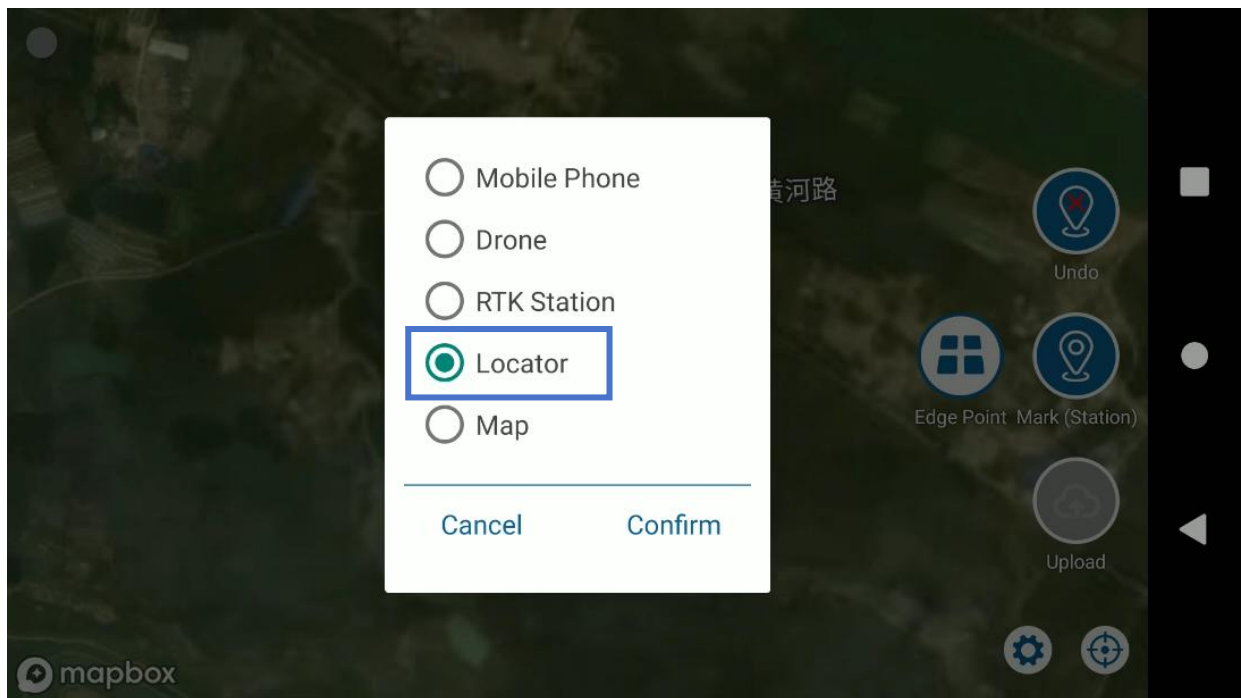 Mobile Phone
黄河路
Drone
Undo
RTK Station
Locator
Edge Point
Mark (Station)
Map
Cancel
Confirm
Upload
mapbox